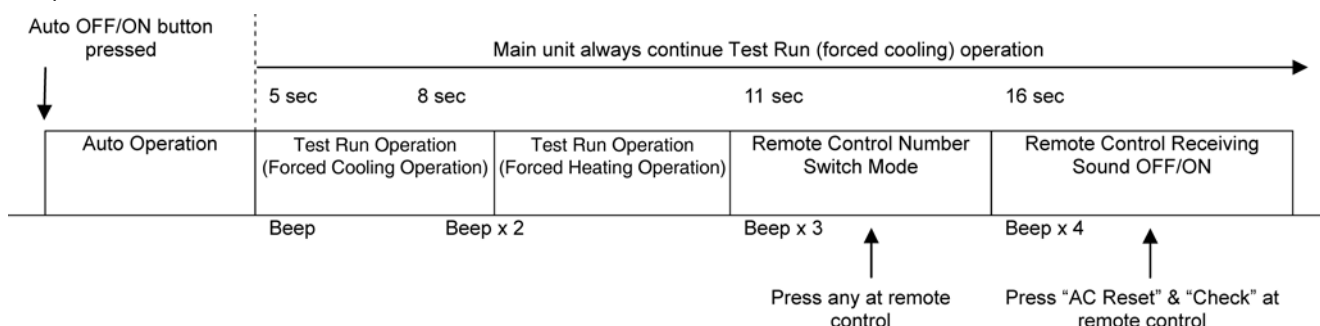 Auto OFF/ON button
pressed
Main unit always continue Test Run (forced cooling) operation
5 sec
8 sec
11 sec
16 sec
Auto Operation
Test Run Operation
(Forced Cooling Operation)
Test Run Operation
(Forced Heating Operation)
Remote Control Number
Switch Mode
Remote Control Receiving
Sound OFF/ON
Beep
Beep x 2
Beep x 3
Beep x 4
Press any at remote
control
Press “AC Reset” & “Check” at
remote control